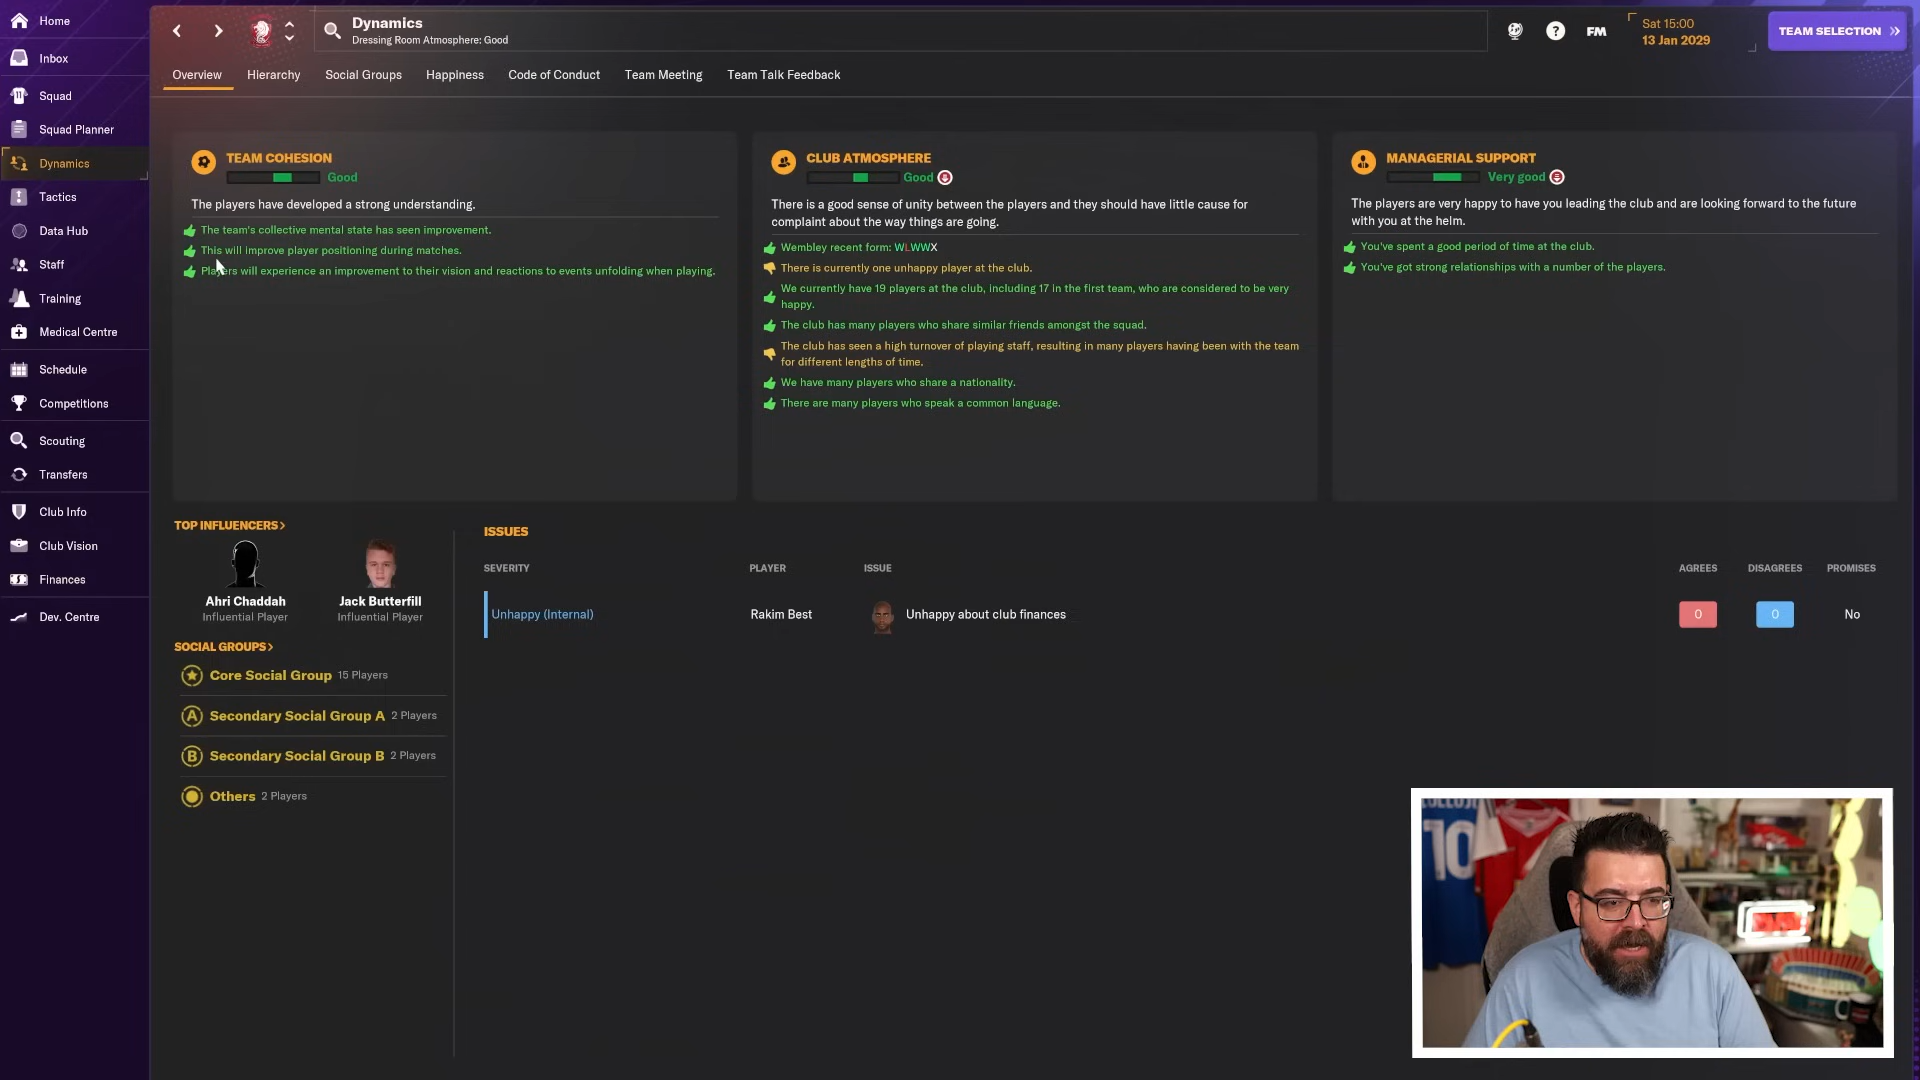 Home
Inbox
Squad
Squad Planner
Dynamics
Tactics
Data Hub
Staff
Training
Medical Centre
Schedule
Competitions
Scouting
Transfers
Club Info
Club Vision
Finances
Dev. Centre
Dynamics
Dressing Room Atmosphere: Good
?
FM
Sat 15:00
13 Jan 2029
TEAM SELECTION
Overview
Hierarchy
Social Groups
Happiness
Code of Conduct
Team Meeting
Team Talk Feedback
TEAM COHESION
Good
The players have developed a strong understanding.
The team's collective mental state has seen improvement.
This will improve player positioning during matches.
Players will experience an improvement to their vision and reactions to events unfolding when playing.
CLUB ATMOSPHERE
Good
There is a good sense of unity between the players and they should have little cause for
complaint about the way things are going.
Wembley recent form: WLWWX
There is currently one unhappy player at the club.
We currently have 19 players at the club, including 17 in the first team, who are considered to be very
happy.
The club has many players who share similar friends amongst the squad.
The club has seen a high turnover of playing staff, resulting in many players having been with the team
for different lengths of time.
We have many players who share a nationality.
There are many players who speak a common language.
MANAGERIAL SUPPORT
Very good
The players are very happy to have you leading the club and are looking forward to the future
with you at the helm.
You've spent a good period of time at the club.
You've got strong relationships with a number of the players.
TOP INFLUENCERS>
Ahri Chaddah
Influential Player
Jack Butterfill
Influential Player
SOCIAL GROUPS>
Core Social Group 15 Players
A Secondary Social Group A 2 Players
B Secondary Social Group B 2 Players
Others 2 Players
ISSUES
SEVERITY PLAYER ISSUE AGREES DISAGREES PROMISES
Unhappy (Internal) Rakim Best Unhappy about club finances 0 0 No
10